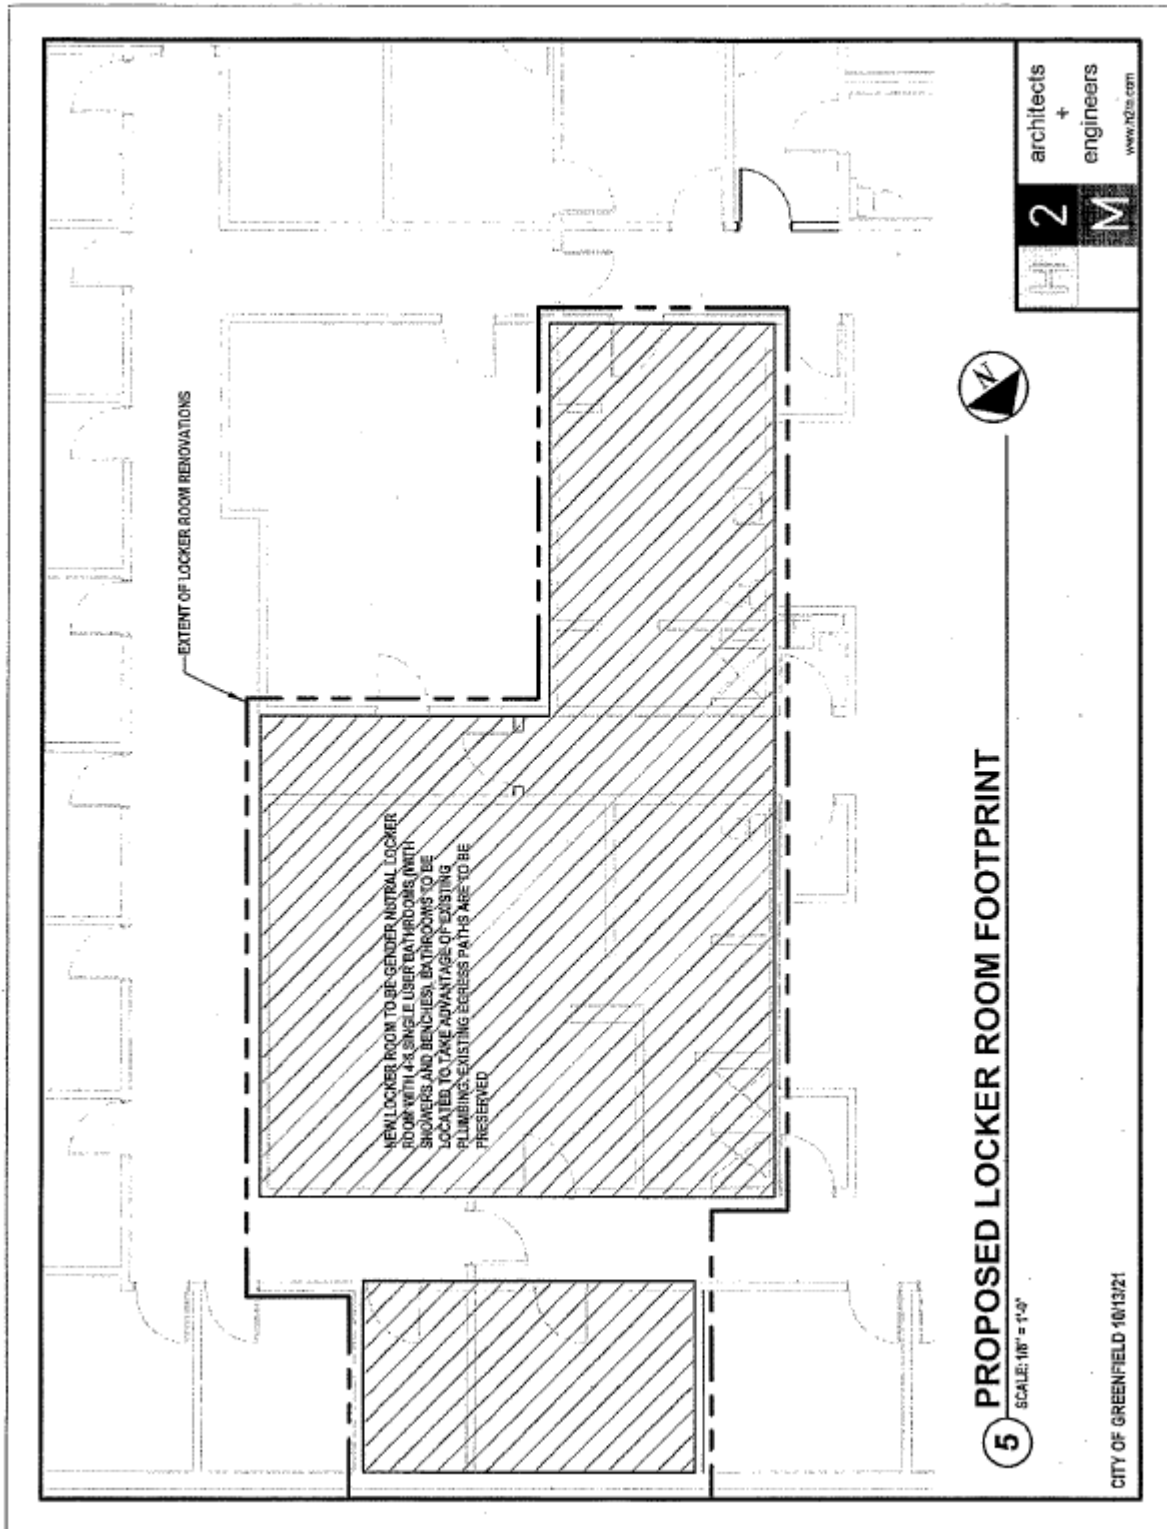 EXTENT OF LOCKER ROOM RENOVATIONS
NEW LOCKER ROOM TO BE GENDER NUTRAL LOCKER
ROOM WITH 4-6 SINGLE USER BATHROOMS (WITH
SHOWERS AND BENCHES). BATHROOMS TO BE
LOCATED TO TAKE ADVANTAGE OF EXISTING
PLUMBING. EXISTING EGRESS PATHS ARE TO BE
PRESERVED
5
PROPOSED LOCKER ROOM FOOTPRINT
SCALE: 1/8" = 1'-0"
N
CITY OF GREENFIELD 10/13/21
H
2
M
architects
+
engineers
www.h2m.com